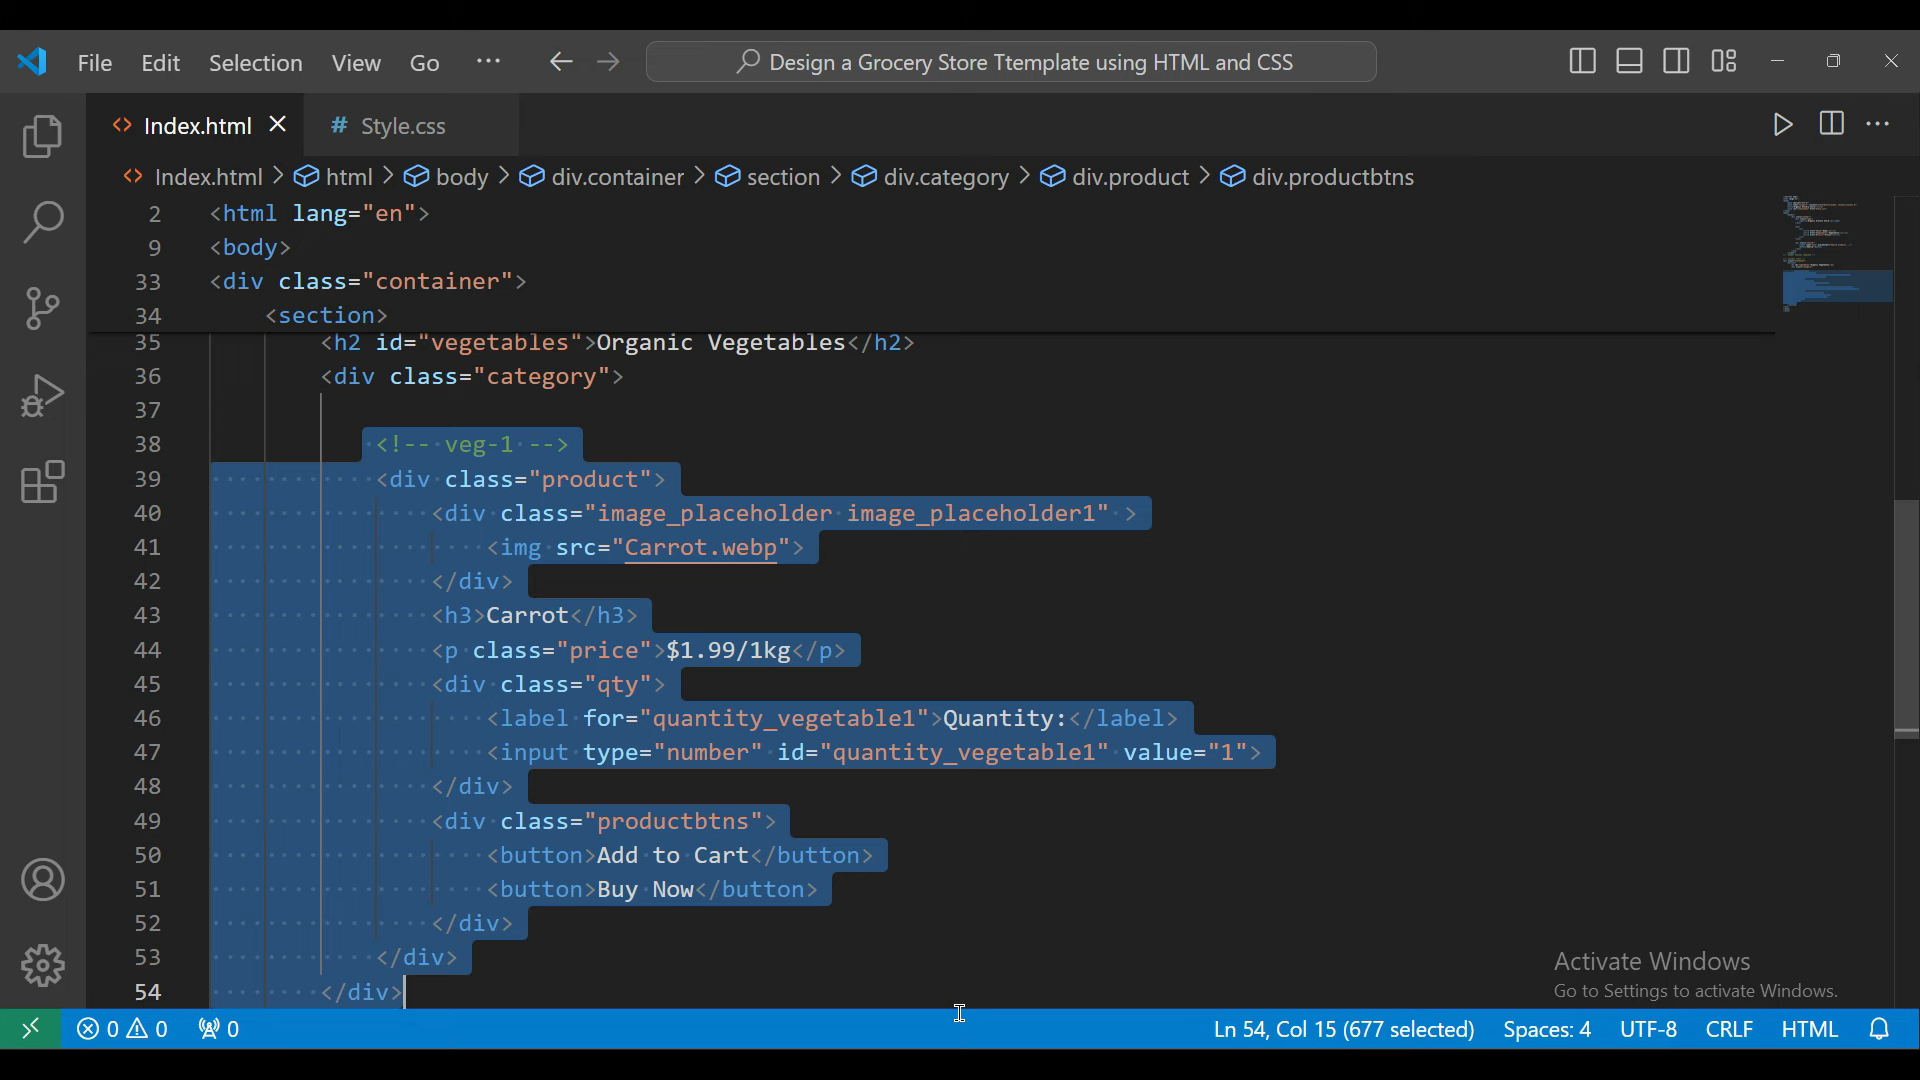 File Edit Selection View Go ··· Design a Grocery Store Ttemplate using HTML and CSS
Index.html # Style.css
Index.html > html > body > div.container > section > div.category > div.product > div.productbtns
2 <html lang="en">
9 <body>
33 <div class="container">
34 <section>
35 <h2 id="vegetables">Organic Vegetables</h2>
36 <div class="category">
37
38 <!-- veg-1 -->
39 <div class="product">
40 <div class="image_placeholder image_placeholder1" >
41 <img src="Carrot.webp">
42 </div>
43 <h3>Carrot</h3>
44 <p class="price">$1.99/1kg</p>
45 <div class="qty">
46 <label for="quantity_vegetable1">Quantity:</label>
47 <input type="number" id="quantity_vegetable1" value="1">
48 </div>
49 <div class="productbtns">
50 <button>Add to Cart</button>
51 <button>Buy Now</button>
52 </div>
53 </div>
54 </div>
Activate Windows
Go to Settings to activate Windows.
0 0 0 Ln 54, Col 15 (677 selected) Spaces: 4 UTF-8 CRLF HTML